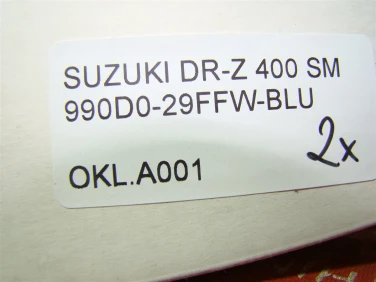 SUZUKI DR-Z 400 SM
990D0-29FFW-BLU
2x
OKL.A001